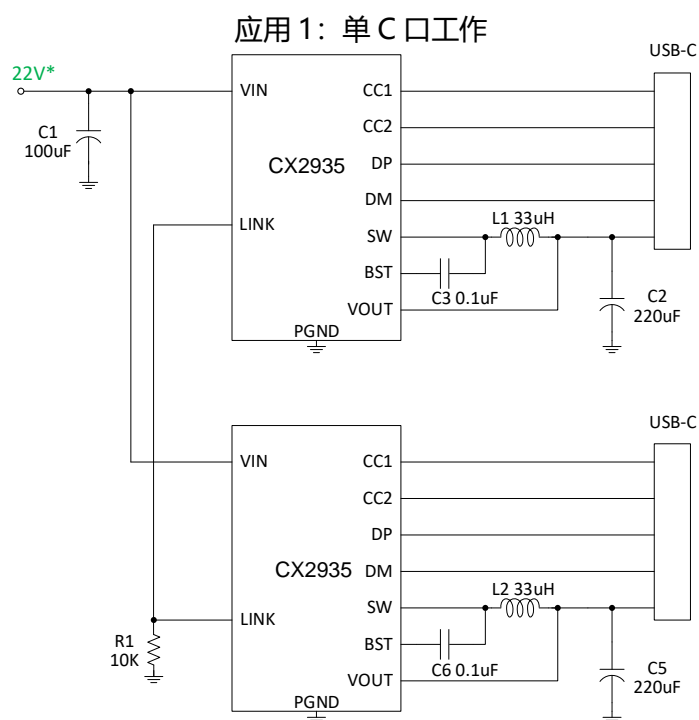 应用 1：单 C 口工作
USB-C
22V*
VIN
CC1
C1
100uF
CC2
CX2935
DP
DM
LINK
L1 33uH
SW
BST
C3 0.1uF
C2
220uF
VOUT
PGND
USB-C
VIN
CC1
CC2
DP
CX2935
DM
L2 33uH
SW
LINK
R1
10K
BST
C6 0.1uF
C5
220uF
VOUT
PGND